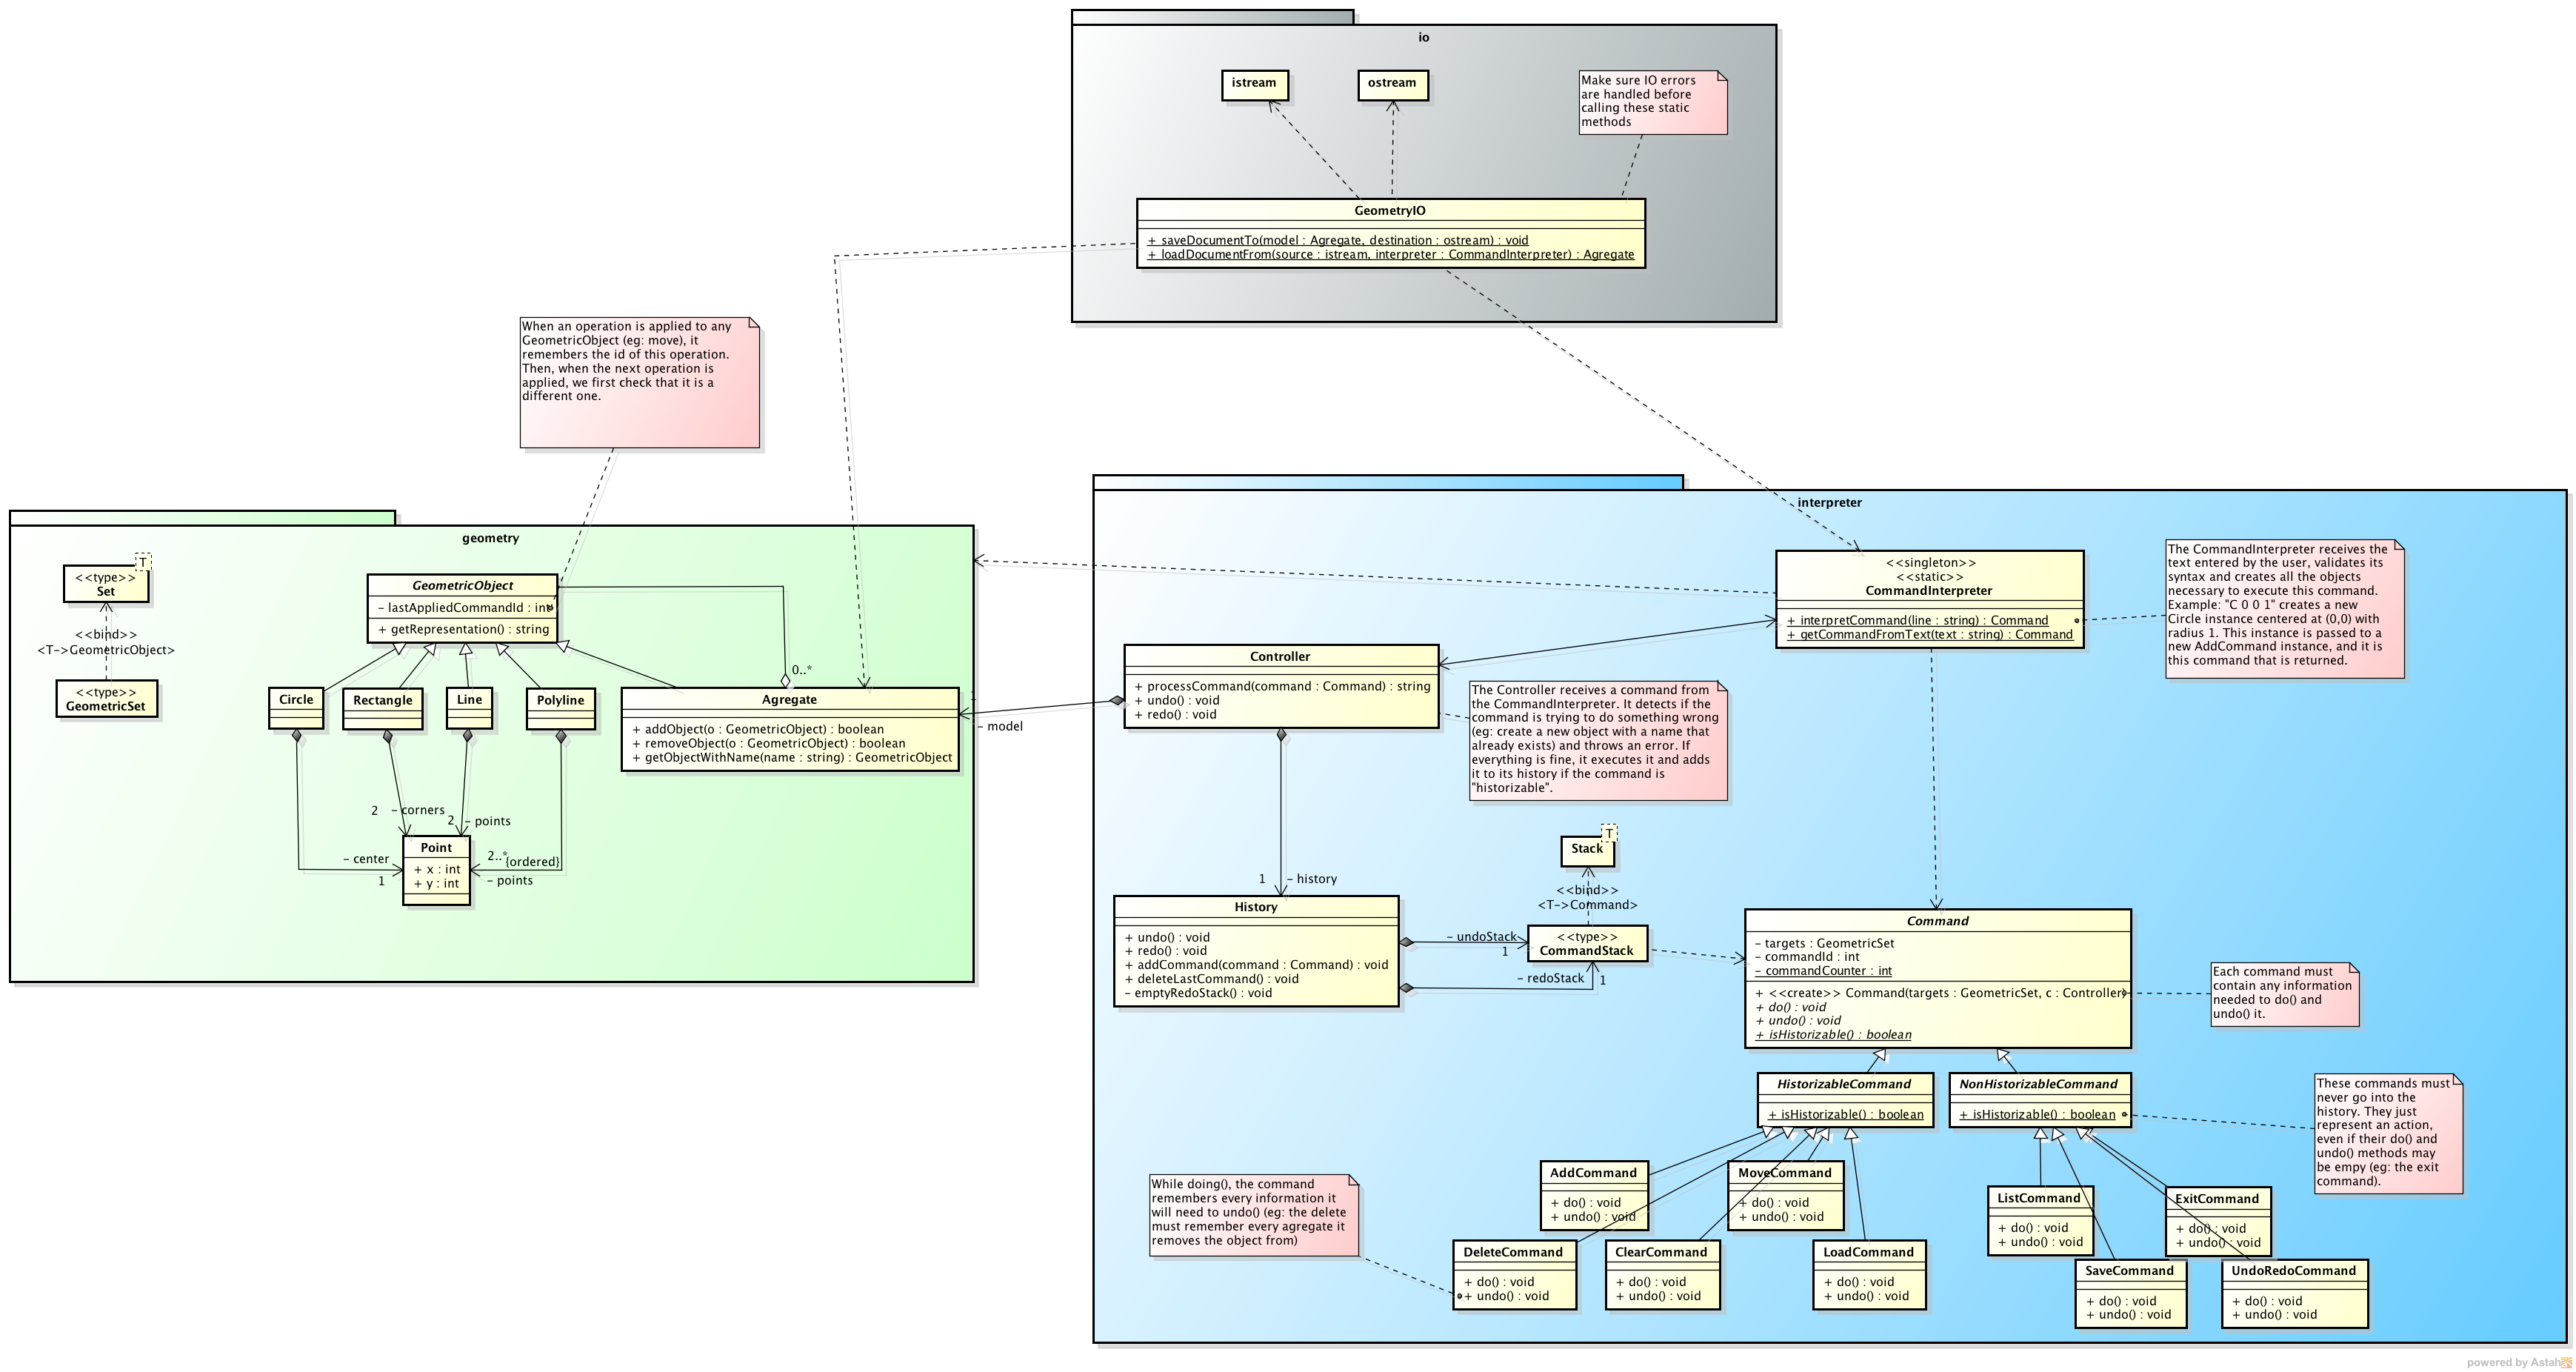 io
istream
ostream
Make sure IO errors
are handled before
calling these static
methods
GeometryIO
+ saveDocumentTo(model : Agregate, destination : ostream) : void
+ loadDocumentFrom(source : istream, interpreter : CommandInterpreter) : Agregate
When an operation is applied to any
GeometricObject (eg: move), it
remembers the id of this operation.
Then, when the next operation is
applied, we first check that it is a
different one.
geometry
T
<<type>>
Set
<<bind>>
<T->GeometricObject>
<<type>>
GeometricSet
GeometricObject
– lastAppliedCommandId : int
+ getRepresentation() : string
0..*
Circle
Rectangle
Line
Polyline
Agregate
+ addObject(o : GeometricObject) : boolean
+ removeObject(o : GeometricObject) : boolean
+ getObjectWithName(name : string) : GeometricObject
1
– model
2
– corners
2
– points
– center
1
2..*
{ordered}
– points
Point
+ x : int
+ y : int
interpreter
<<singleton>>
<<static>>
CommandInterpreter
+ interpretCommand(line : string) : Command
+ getCommandFromText(text : string) : Command
The CommandInterpreter receives the
text entered by the user, validates its
syntax and creates all the objects
necessary to execute this command.
Example: "C 0 0 1" creates a new
Circle instance centered at (0,0) with
radius 1. This instance is passed to a
new AddCommand instance, and it is
this command that is returned.
Controller
+ processCommand(command : Command) : string
+ undo() : void
+ redo() : void
The Controller receives a command from
the CommandInterpreter. It detects if the
command is trying to do something wrong
(eg: create a new object with a name that
already exists) and throws an error. If
everything is fine, it executes it and adds
it to its history if the command is
"historizable".
1
– history
History
+ undo() : void
+ redo() : void
+ addCommand(command : Command) : void
+ deleteLastCommand() : void
– emptyRedoStack() : void
T
Stack
<<bind>>
<T->Command>
– undoStack
1
<<type>>
CommandStack
– redoStack
1
Command
– targets : GeometricSet
– commandId : int
– commandCounter : int
+ <<create>> Command(targets : GeometricSet, c : Controller)
+ do() : void
+ undo() : void
+ isHistorizable() : boolean
Each command must
contain any information
needed to do() and
undo() it.
HistorizableCommand
+ isHistorizable() : boolean
NonHistorizableCommand
+ isHistorizable() : boolean
These commands must
never go into the
history. They just
represent an action,
even if their do() and
undo() methods may
be empy (eg: the exit
command).
While doing(), the command
remembers every information it
will need to undo() (eg: the delete
must remember every agregate it
removes the object from)
AddCommand
+ do() : void
+ undo() : void
MoveCommand
+ do() : void
+ undo() : void
DeleteCommand
+ do() : void
+ undo() : void
ClearCommand
+ do() : void
+ undo() : void
LoadCommand
+ do() : void
+ undo() : void
ListCommand
+ do() : void
+ undo() : void
ExitCommand
+ do() : void
+ undo() : void
SaveCommand
+ do() : void
+ undo() : void
UndoRedoCommand
+ do() : void
+ undo() : void
powered by Astah